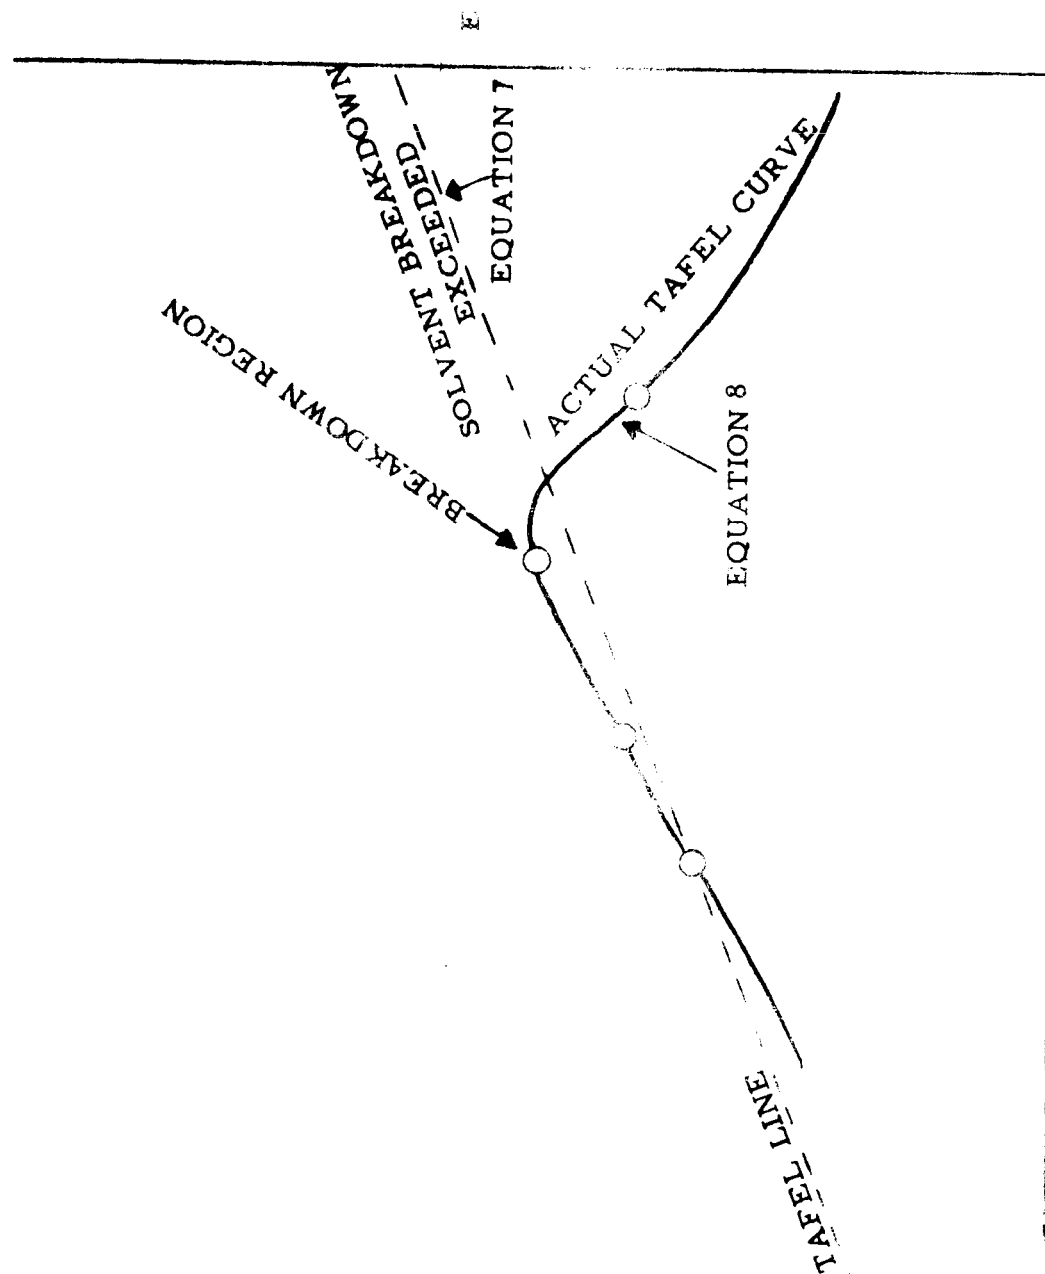 E
SOLVENT BREAKDOWN
EXCEEDED
EQUATION 7
ACTUAL TAFEL CURVE
BREAKDOWN REGION
EQUATION 8
TAFEL LINE